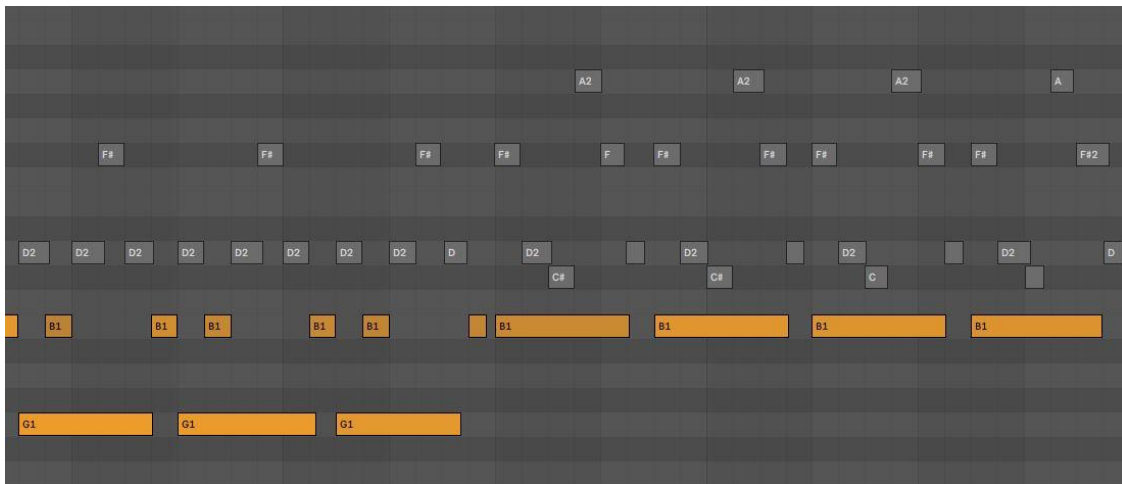 A2 A2 A2 A
F# F# F# F# F F# F# F# F# F# F#2
D2 D2 D2 D2 D2 D2 D2 D2 D D2 D2 D2 D2 D
C# C# C
B1 B1 B1 B1 B1 B1 B1 B1 B1
G1 G1 G1